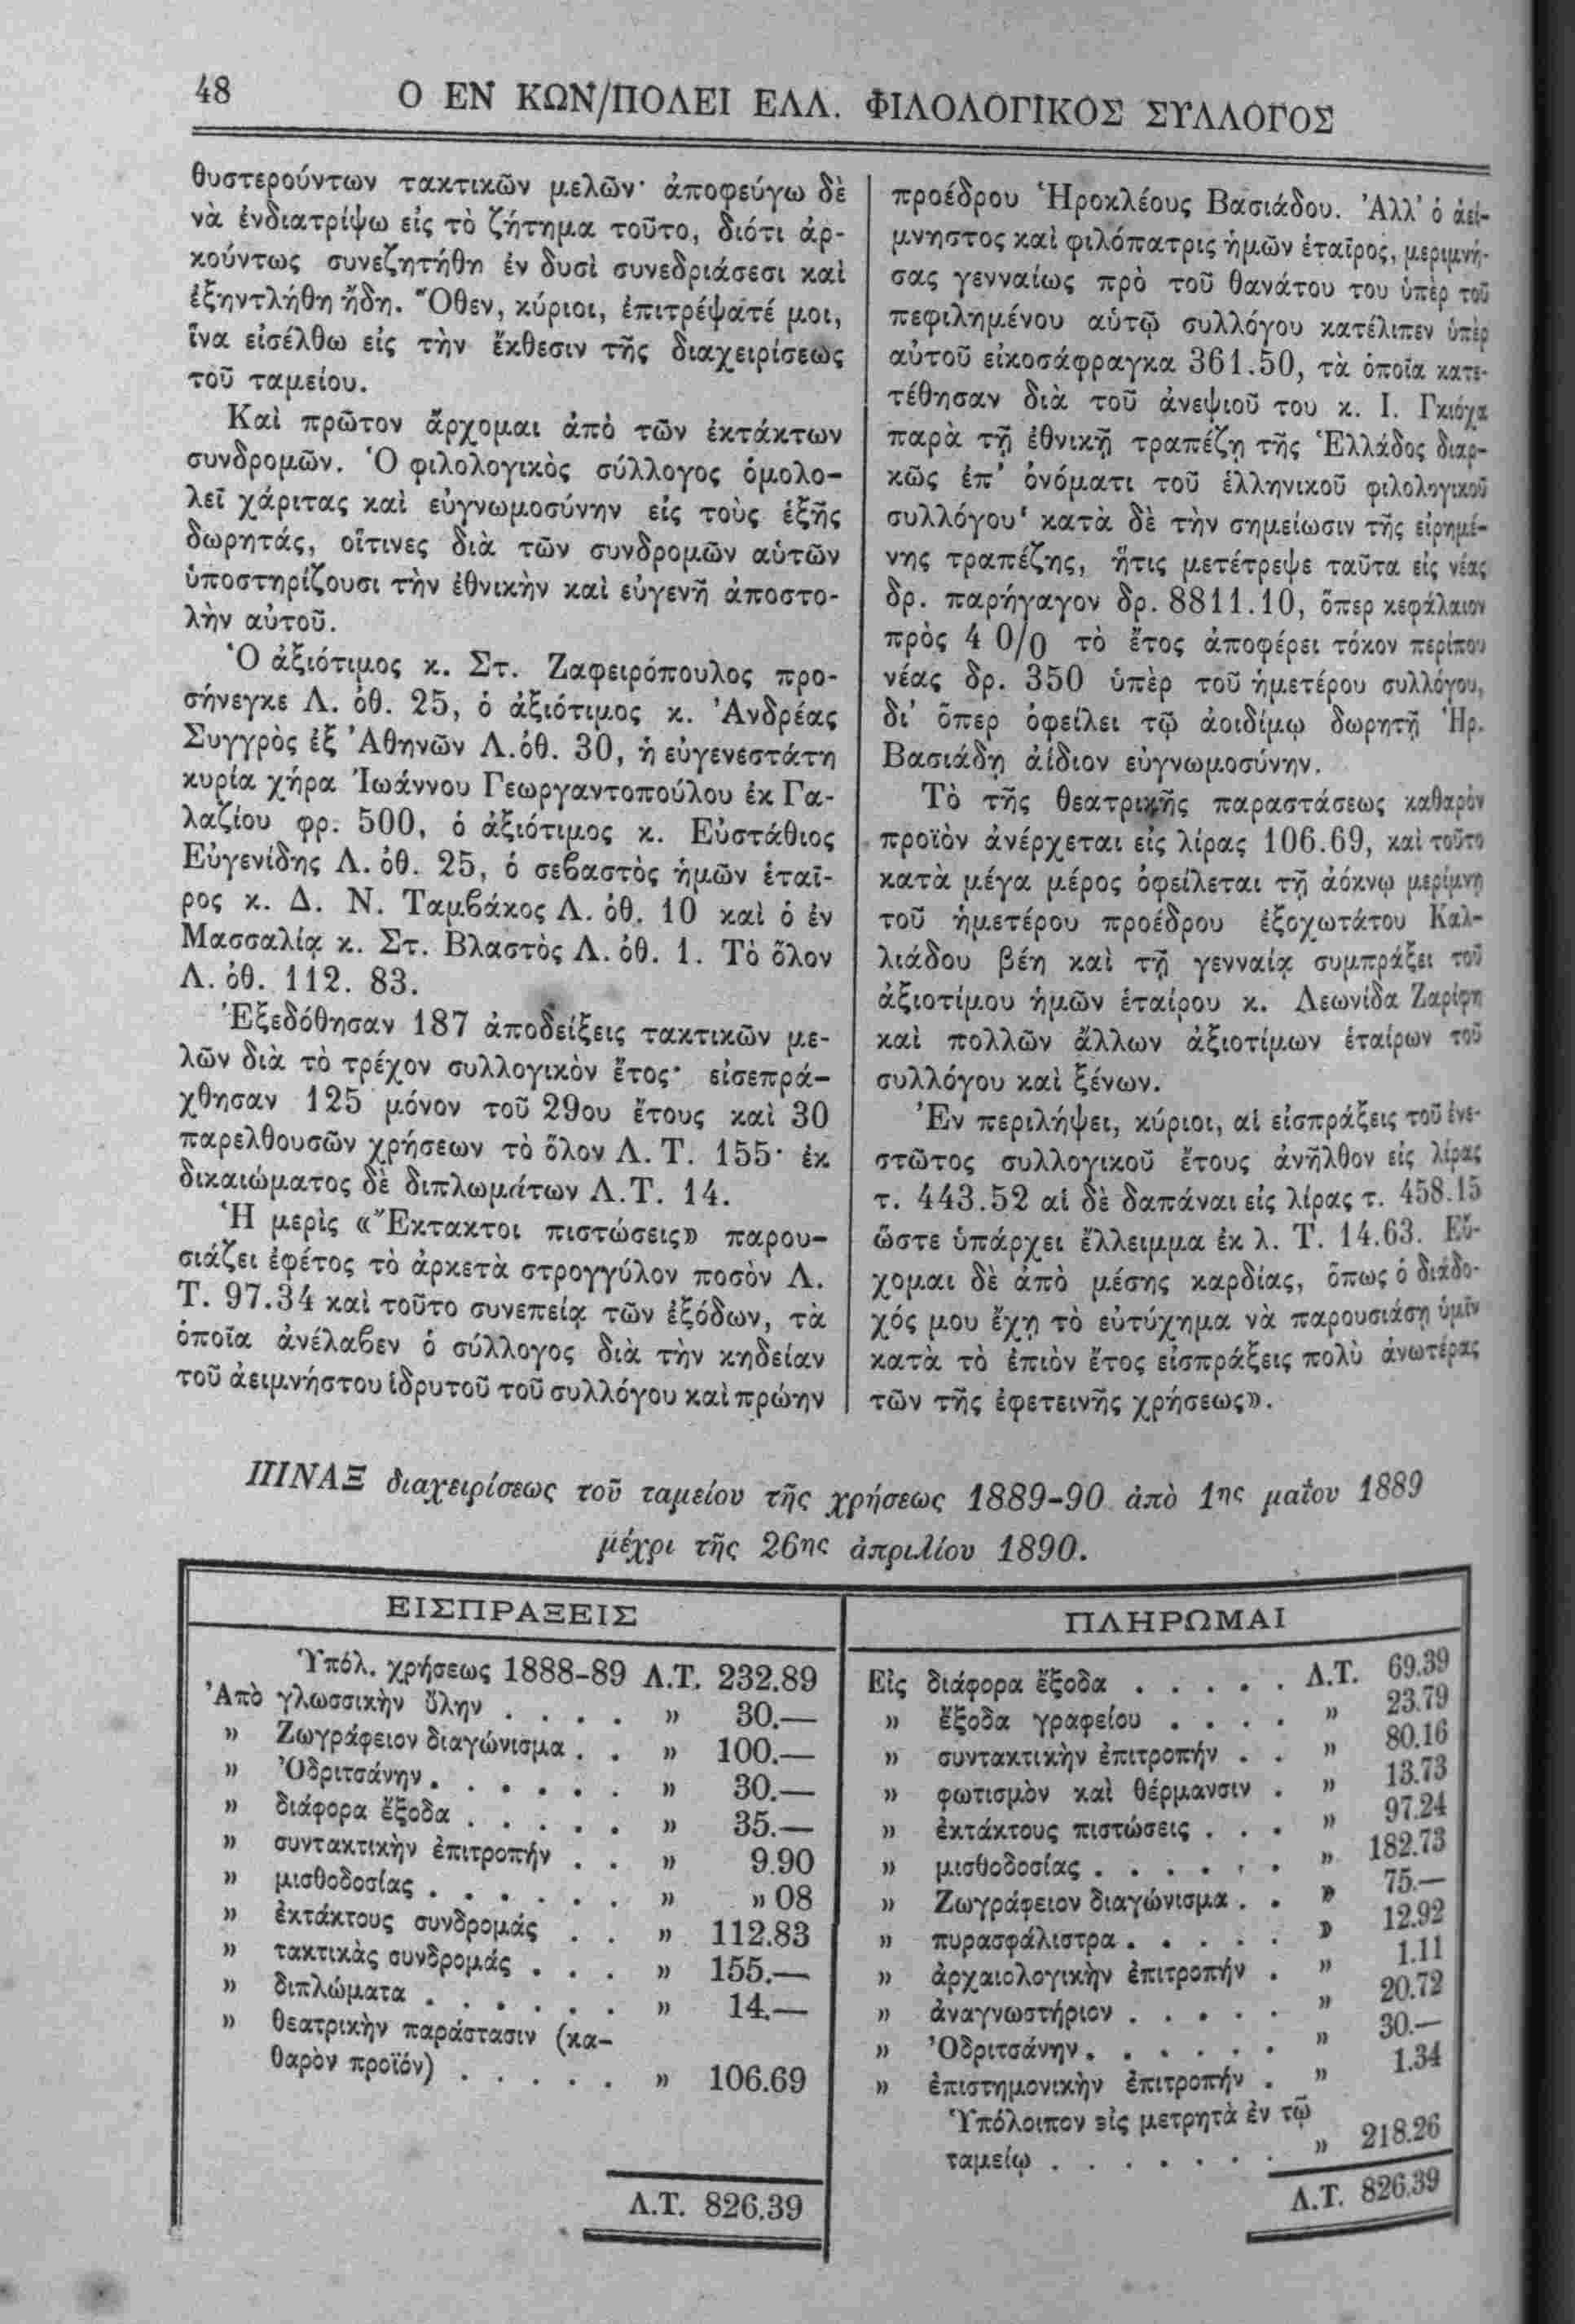 48 Ο ΕΝ ΚΩΝ/ΠΟΛΕΙ ΕΛΛ. ΦΙΛΟΛΟΓΙΚΟΣ ΣΥΛΛΟΓΟΣ
θυστερούντων τακτικῶν μελῶν· ἀποφεύγω δὲ
νὰ ἐνδιατρίψω εἰς τὸ ζήτημα τοῦτο, διότι ἀρ-
κούντως συνεζητήθη ἐν δυσὶ συνεδριάσεσι καὶ
ἐξηντλήθη ἤδη. Ὅθεν, κύριοι, ἐπιτρέψατέ μοι,
ἵνα εἰσέλθω εἰς τὴν ἔκθεσιν τῆς διαχειρίσεως
τοῦ ταμείου.
Καὶ πρῶτον ἄρχομαι ἀπὸ τῶν ἐκτάκτων
συνδρομῶν. Ὁ φιλολογικὸς σύλλογος ὁμολο-
λεῖ χάριτας καὶ εὐγνωμοσύνην εἰς τοὺς ἑξῆς
δωρητάς, οἵτινες διὰ τῶν συνδρομῶν αὐτῶν
ὑποστηρίζουσι τὴν ἐθνικὴν καὶ εὐγενῆ ἀποστο-
λὴν αὐτοῦ.
Ὁ ἀξιότιμος κ. Στ. Ζαφειρόπουλος προ-
σήνεγκε Λ. ὀθ. 25, ὁ ἀξιότιμος κ. Ἀνδρέας
Συγγρὸς ἐξ Ἀθηνῶν Λ.ὀθ. 30, ἡ εὐγενεστάτη
κυρία χήρα Ἰωάννου Γεωργαντοπούλου ἐκ Γα-
λαζίου φρ. 500, ὁ ἀξιότιμος κ. Εὐστάθιος
Εὐγενίδης Λ. ὀθ. 25, ὁ σεβαστὸς ἡμῶν ἑταῖ-
ρος κ. Δ. Ν. Ταμβάκος Λ. ὀθ. 10 καὶ ὁ ἐν
Μασσαλίᾳ κ. Στ. Βλαστὸς Λ. ὀθ. 1. Τὸ ὅλον
Λ. ὀθ. 112. 83.
Ἐξεδόθησαν 187 ἀποδείξεις τακτικῶν με-
λῶν διὰ τὸ τρέχον συλλογικὸν ἔτος· εἰσεπρά-
χθησαν 125 μόνον τοῦ 29ου ἔτους καὶ 30
παρελθουσῶν χρήσεων τὸ ὅλον Λ. Τ. 155· ἐκ
δικαιώματος δὲ διπλωμάτων Λ.Τ. 14.
Ἡ μερὶς «Ἔκτακτοι πιστώσεις» παρου-
σιάζει ἐφέτος τὸ ἀρκετὰ στρογγύλον ποσὸν Λ.
Τ. 97.34 καὶ τοῦτο συνεπείᾳ τῶν ἐξόδων, τὰ
ὁποῖα ἀνέλαβεν ὁ σύλλογος διὰ τὴν κηδείαν
τοῦ ἀειμνήστου ἱδρυτοῦ τοῦ συλλόγου καὶ πρώην
προέδρου Ἡροκλέους Βασιάδου. Ἀλλ' ὁ ἀεί-
μνηστος καὶ φιλόπατρις ἡμῶν ἑταῖρος, μεριμνή-
σας γενναίως πρὸ τοῦ θανάτου του ὑπὲρ τοῦ
πεφιλημένου αὐτῷ συλλόγου κατέλιπεν ὑπὲρ
αὐτοῦ εἰκοσάφραγκα 361.50, τὰ ὁποῖα κατε-
τέθησαν διὰ τοῦ ἀνεψιοῦ του κ. Ι. Γκιόχα
παρὰ τῇ ἐθνικῇ τραπέζῃ τῆς Ἑλλάδος διαρ-
κῶς ἐπ' ὀνόματι τοῦ ἑλληνικοῦ φιλολογικοῦ
συλλόγου· κατὰ δὲ τὴν σημείωσιν τῆς εἰρημέ-
νης τραπέζης, ἥτις μετέτρεψε ταῦτα εἰς νέας
δρ. παρήγαγον δρ. 8811.10, ὅπερ κεφάλαιον
πρὸς 4 0/0 τὸ ἔτος ἀποφέρει τόκον περίπου
νέας δρ. 350 ὑπὲρ τοῦ ἡμετέρου συλλόγου,
δι' ὅπερ ὀφείλει τῷ ἀοιδίμῳ δωρητῇ Ἡρ.
Βασιάδῃ ἀίδιον εὐγνωμοσύνην.
Τὸ τῆς θεατρικῆς παραστάσεως καθαρὸν
προϊὸν ἀνέρχεται εἰς λίρας 106.69, καὶ τοῦτο
κατὰ μέγα μέρος ὀφείλεται τῇ ἀόκνῳ μερίμνῃ
τοῦ ἡμετέρου προέδρου ἐξοχωτάτου Καλ-
λιάδου βέη καὶ τῇ γενναίᾳ συμπράξει τοῦ
ἀξιοτίμου ἡμῶν ἑταίρου κ. Λεωνίδα Ζαρίφη
καὶ πολλῶν ἄλλων ἀξιοτίμων ἑταίρων τοῦ
συλλόγου καὶ ξένων.
Ἐν περιλήψει, κύριοι, αἱ εἰσπράξεις τοῦ ἐνε-
στῶτος συλλογικοῦ ἔτους ἀνῆλθον εἰς λίρας
τ. 443.52 αἱ δὲ δαπάναι εἰς λίρας τ. 458.15
ὥστε ὑπάρχει ἔλλειμμα ἐκ λ. Τ. 14.63. Εὔ-
χομαι δὲ ἀπὸ μέσης καρδίας, ὅπως ὁ διάδο-
χός μου ἔχῃ τὸ εὐτύχημα νὰ παρουσιάσῃ ὑμῖν
κατὰ τὸ ἐπιὸν ἔτος εἰσπράξεις πολὺ ἀνωτέρας
τῶν τῆς ἐφετεινῆς χρήσεως».
ΠΙΝΑΞ διαχειρίσεως τοῦ ταμείου τῆς χρήσεως 1889-90 ἀπὸ 1ης μαΐου 1889
μέχρι τῆς 26ης ἀπριλίου 1890.
ΕΙΣΠΡΑΞΕΙΣ
Ὑπόλ. χρήσεως 1888-89 Λ.Τ. 232.89
Ἀπὸ γλωσσικὴν ὕλην . . . . » 30.—
» Ζωγράφειον διαγώνισμα . . » 100.—
» Ὀδριτσάνην . . . . . . » 30.—
» διάφορα ἔξοδα . . . . . » 35.—
» συντακτικὴν ἐπιτροπήν . . » 9.90
» μισθοδοσίας . . . . . . » » 08
» ἐκτάκτους συνδρομάς . . » 112.83
» τακτικὰς συνδρομάς . . . » 155.—
» διπλώματα . . . . . . » 14.—
» θεατρικὴν παράστασιν (κα-
θαρὸν προϊόν) . . . . . » 106.69
Λ.Τ. 826.39
ΠΛΗΡΩΜΑΙ
Εἰς διάφορα ἔξοδα . . . . . Λ.Τ. 69.39
» ἔξοδα γραφείου . . . . » 23.79
» συντακτικὴν ἐπιτροπήν . . » 80.16
» φωτισμὸν καὶ θέρμανσιν . » 13.73
» ἐκτάκτους πιστώσεις . . . » 97.24
» μισθοδοσίας . . . . . . » 182.73
» Ζωγράφειον διαγώνισμα . . » 75.—
» πυρασφάλιστρα . . . . . » 12.92
» ἀρχαιολογικὴν ἐπιτροπήν . » 1.11
» ἀναγνωστήριον . . . . . » 20.72
» Ὀδριτσάνην . . . . . . » 30.—
» ἐπιστημονικὴν ἐπιτροπήν . » 1.34
Ὑπόλοιπον εἰς μετρητὰ ἐν τῷ
ταμείῳ . . . . . . . » 218.26
Λ.Τ. 826.39